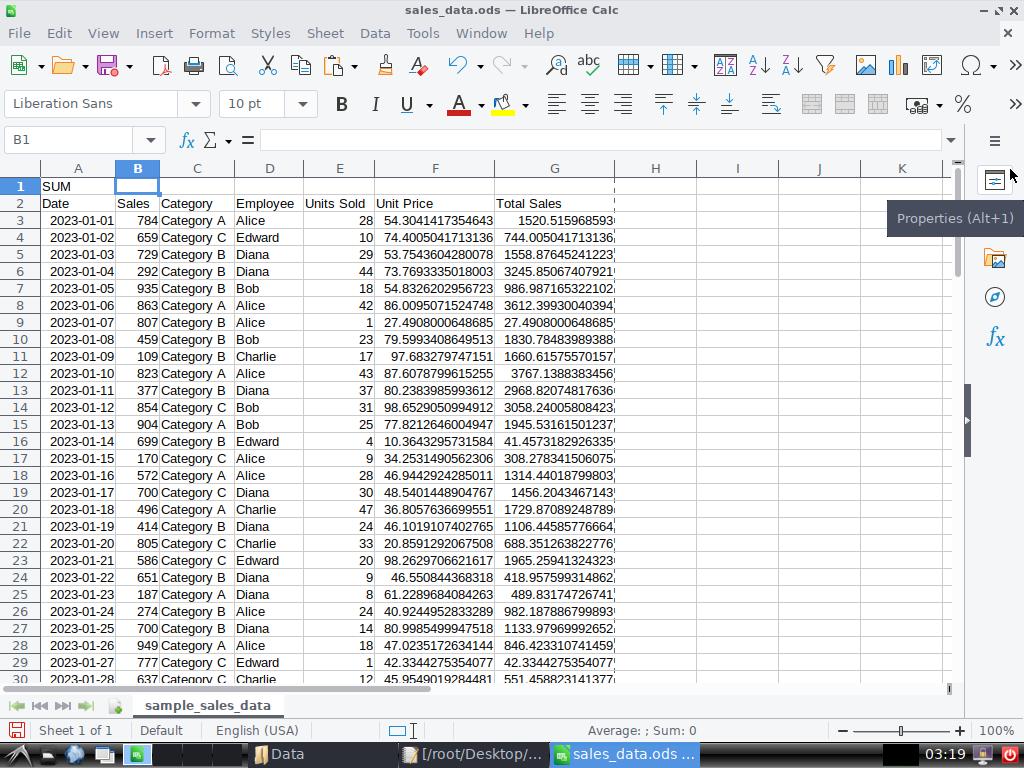 sales_data.ods — LibreOffice Calc
File Edit View Insert Format Styles Sheet Data Tools Window Help
Liberation Sans 10 pt B I U A %
B1
A B C D E F G H I J K
1 SUM
2 Date Sales Category Employee Units Sold Unit Price Total Sales
3 2023-01-01 784 Category A Alice 28 54.3041417354643 1520.515968593
Properties (Alt+1)
4 2023-01-02 659 Category C Edward 10 74.4005041713136 744.005041713136
5 2023-01-03 729 Category B Diana 29 53.7543604280078 1558.87645241223
6 2023-01-04 292 Category B Diana 44 73.7693335018003 3245.85067407921
7 2023-01-05 935 Category B Bob 18 54.8326202956723 986.987165322102
8 2023-01-06 863 Category A Alice 42 86.0095071524748 3612.39930040394
9 2023-01-07 807 Category B Alice 1 27.4908000648685 27.4908000648685
10 2023-01-08 459 Category B Bob 23 79.5993408649513 1830.78483989388
11 2023-01-09 109 Category B Charlie 17 97.683279747151 1660.61575570157
12 2023-01-10 823 Category A Alice 43 87.6078799615255 3767.1388383456
13 2023-01-11 377 Category B Diana 37 80.2383985993612 2968.82074817636
14 2023-01-12 854 Category C Bob 31 98.6529050994912 3058.24005808423
15 2023-01-13 904 Category A Bob 25 77.8212646004947 1945.53161501237
16 2023-01-14 699 Category B Edward 4 10.3643295731584 41.4573182926335
17 2023-01-15 170 Category C Alice 9 34.2531490562306 308.278341506075
18 2023-01-16 572 Category A Alice 28 46.9442924285011 1314.44018799803
19 2023-01-17 700 Category C Diana 30 48.5401448904767 1456.2043467143
20 2023-01-18 496 Category A Charlie 47 36.8057636699551 1729.87089248789
21 2023-01-19 414 Category B Diana 24 46.1019107402765 1106.44585776664
22 2023-01-20 805 Category C Charlie 33 20.8591292067508 688.351263822776
23 2023-01-21 586 Category C Edward 20 98.2629706621617 1965.25941324323
24 2023-01-22 651 Category B Diana 9 46.550844368318 418.957599314862
25 2023-01-23 187 Category A Diana 8 61.2289684084263 489.83174726741
26 2023-01-24 274 Category B Alice 24 40.9244952833289 982.187886799893
27 2023-01-25 700 Category B Diana 14 80.9985499947518 1133.97969992652
28 2023-01-26 949 Category A Alice 18 47.0235172634144 846.423310741459
29 2023-01-27 777 Category C Edward 1 42.3344275354077 42.3344275354077
30 2023-01-28 637 Category C Charlie 12 45.9549019284481 551.458823141377
sample_sales_data
Sheet 1 of 1 Default English (USA) Average: ; Sum: 0 100%
Data [/root/Desktop/... sales_data.ods ... 03:19